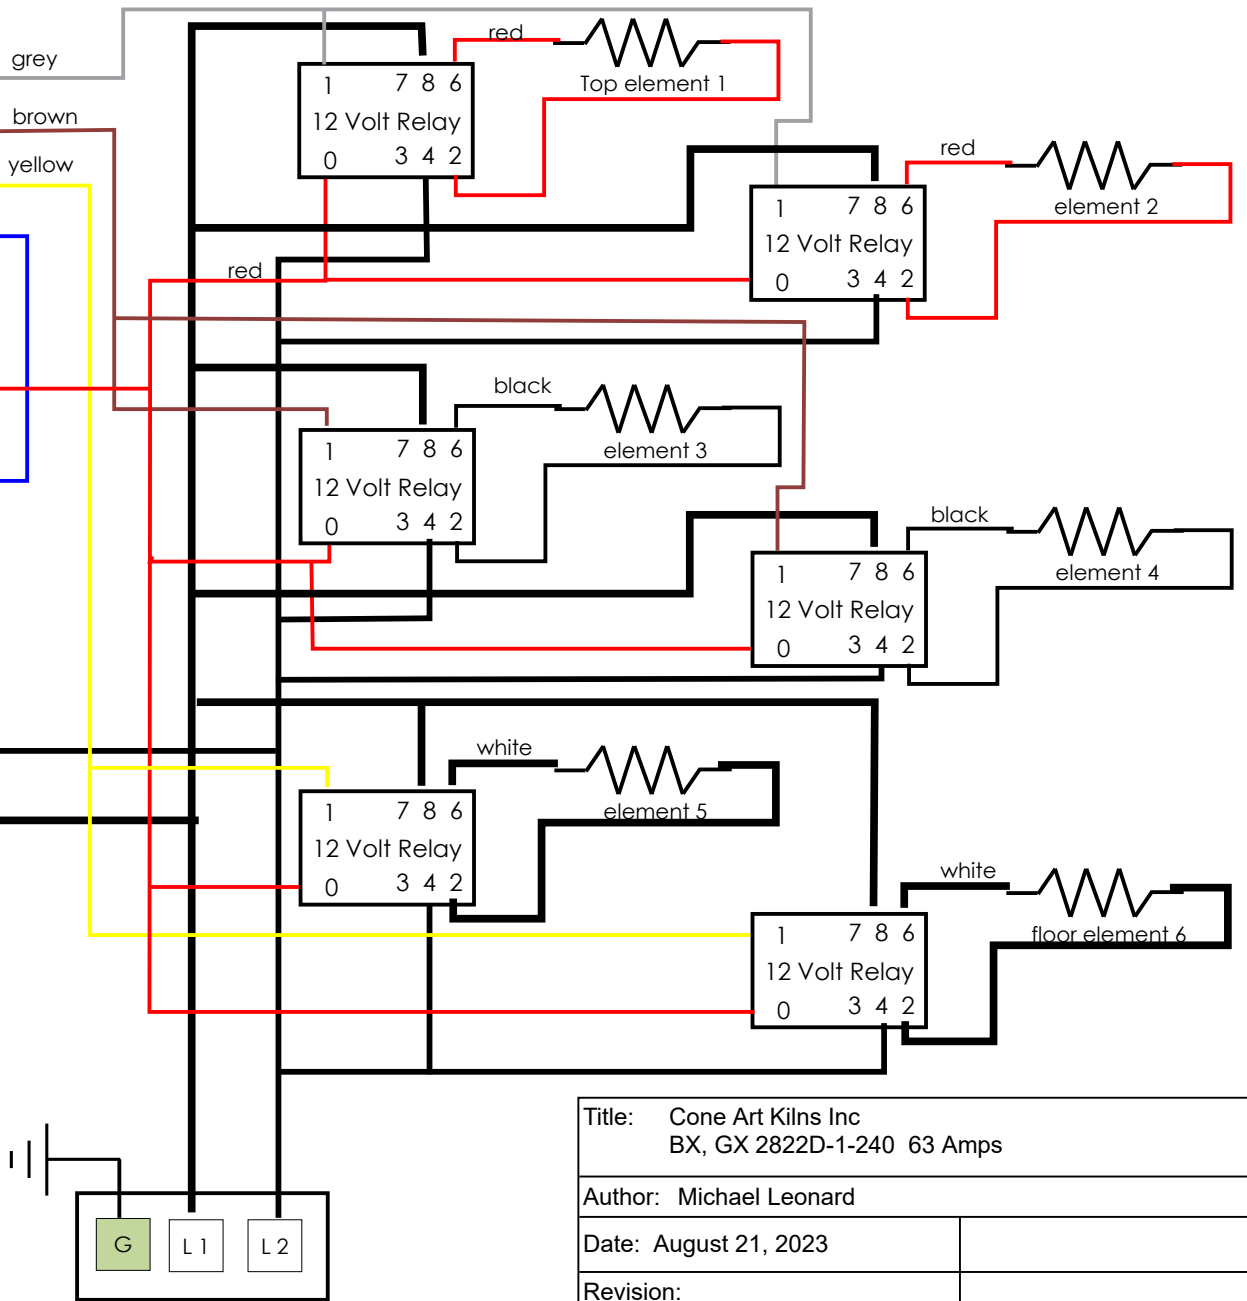 grey
brown
yellow
red
Top element 1
1 7 8 6
12 Volt Relay
0 3 4 2
red
element 2
1 7 8 6
12 Volt Relay
0 3 4 2
red
black
element 3
1 7 8 6
12 Volt Relay
0 3 4 2
black
element 4
1 7 8 6
12 Volt Relay
0 3 4 2
white
element 5
1 7 8 6
12 Volt Relay
0 3 4 2
white
floor element 6
1 7 8 6
12 Volt Relay
0 3 4 2
G L 1 L 2
Title: Cone Art Kilns Inc
BX, GX 2822D-1-240 63 Amps
Author: Michael Leonard
Date: August 21, 2023
Revision: